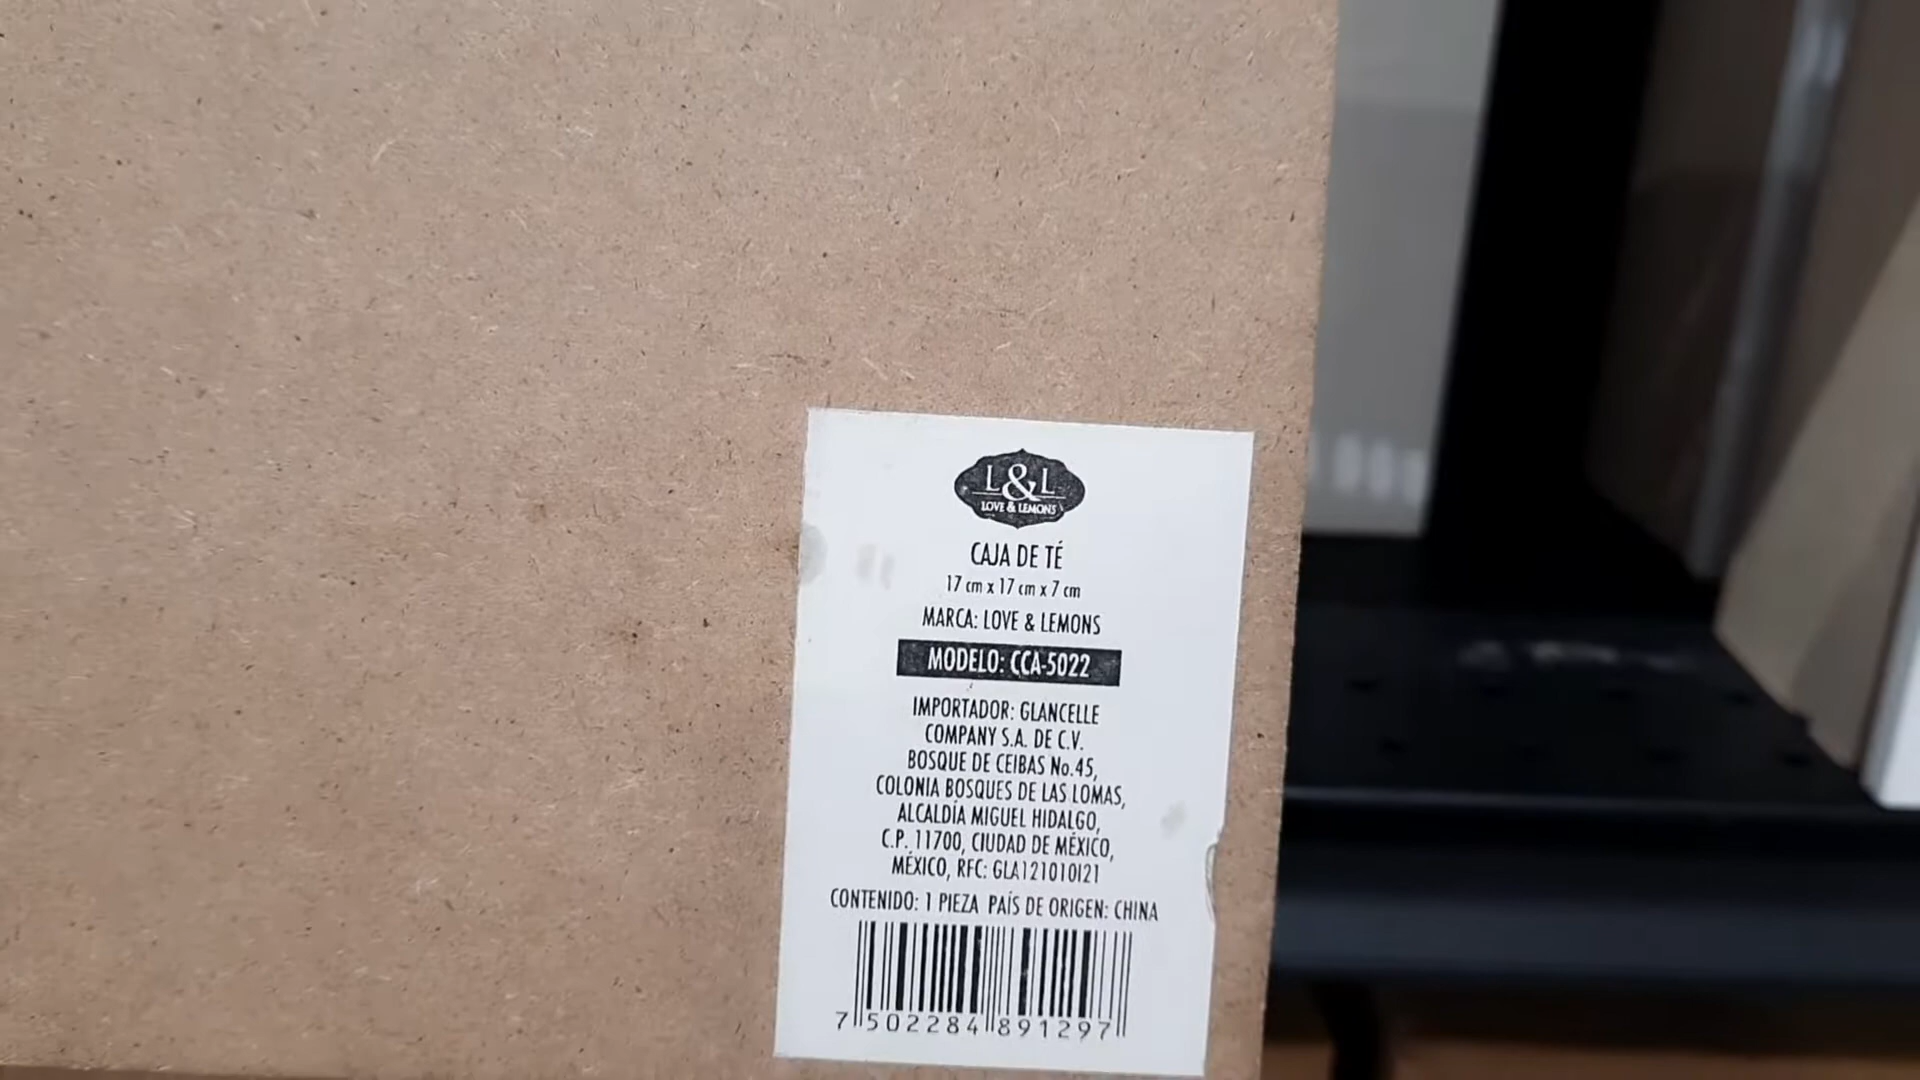 L&L
LOVE & LEMONS
CAJA DE TÉ
17 cm x 17 cm x 7 cm
MARCA: LOVE & LEMONS
MODELO: CCA-5022
IMPORTADOR: GLANCELLE
COMPANY S.A. DE C.V.
BOSQUE DE CEIBAS No.45,
COLONIA BOSQUES DE LAS LOMAS,
ALCALDÍA MIGUEL HIDALGO,
C.P. 11700, CIUDAD DE MÉXICO,
MÉXICO, RFC: GLA121010I21
CONTENIDO: 1 PIEZA PAÍS DE ORIGEN: CHINA
7 502284 891297